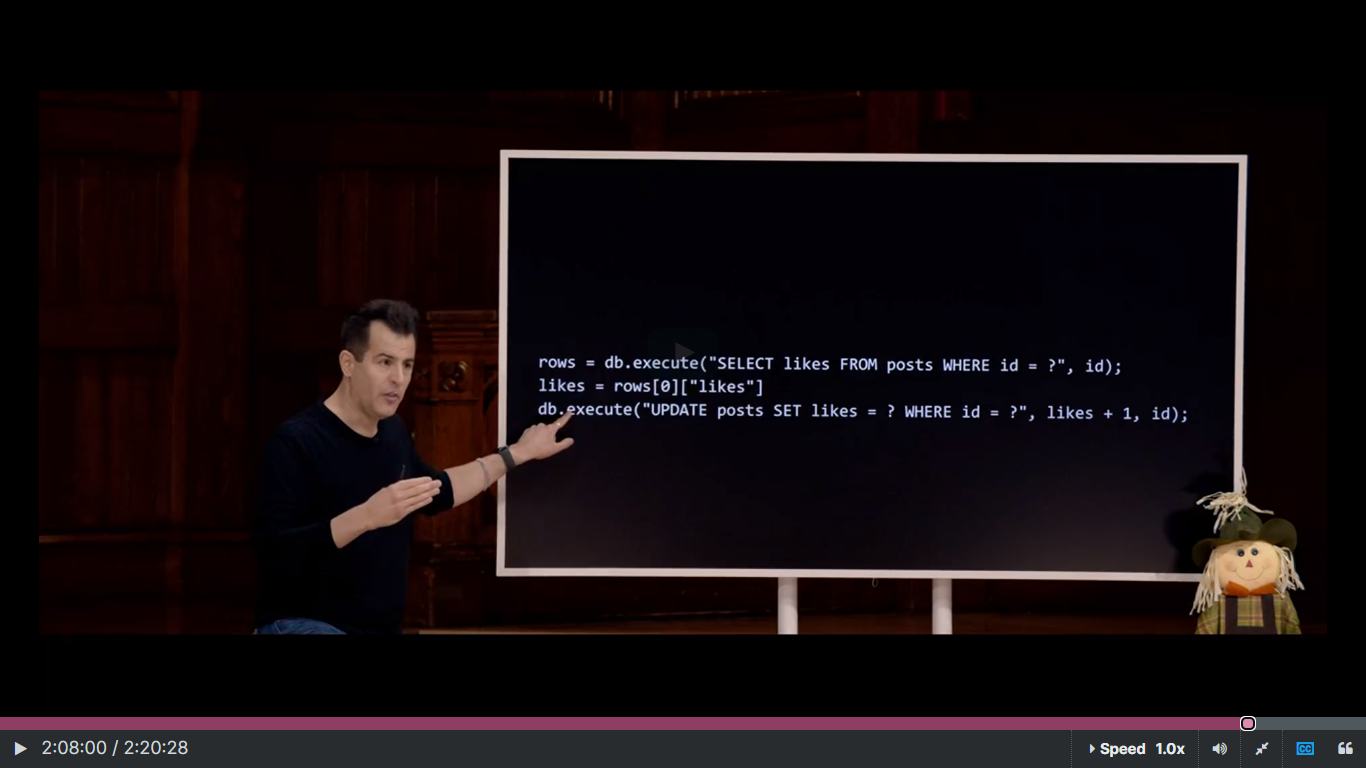 rows = db.execute("SELECT likes FROM posts WHERE id = ?", id);
likes = rows[0]["likes"]
db.execute("UPDATE posts SET likes = ? WHERE id = ?", likes + 1, id);
2:08:00 / 2:20:28
Speed 1.0x
CC